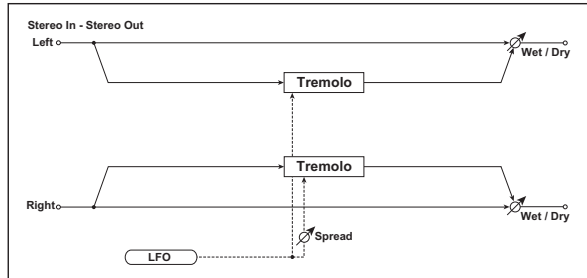 Stereo In - Stereo Out
Left
Wet / Dry
Tremolo
Tremolo
Right
Wet / Dry
Spread
LFO